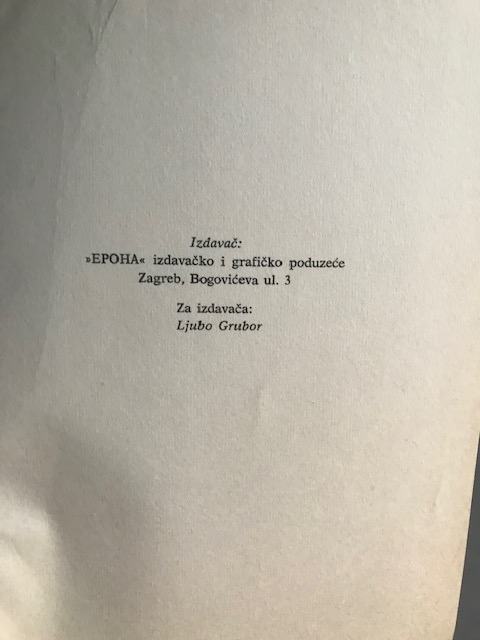 Izdavač:
»EPOHA« izdavačko i grafičko poduzeće
Zagreb, Bogovićeva ul. 3
Za izdavača:
Ljubo Grubor